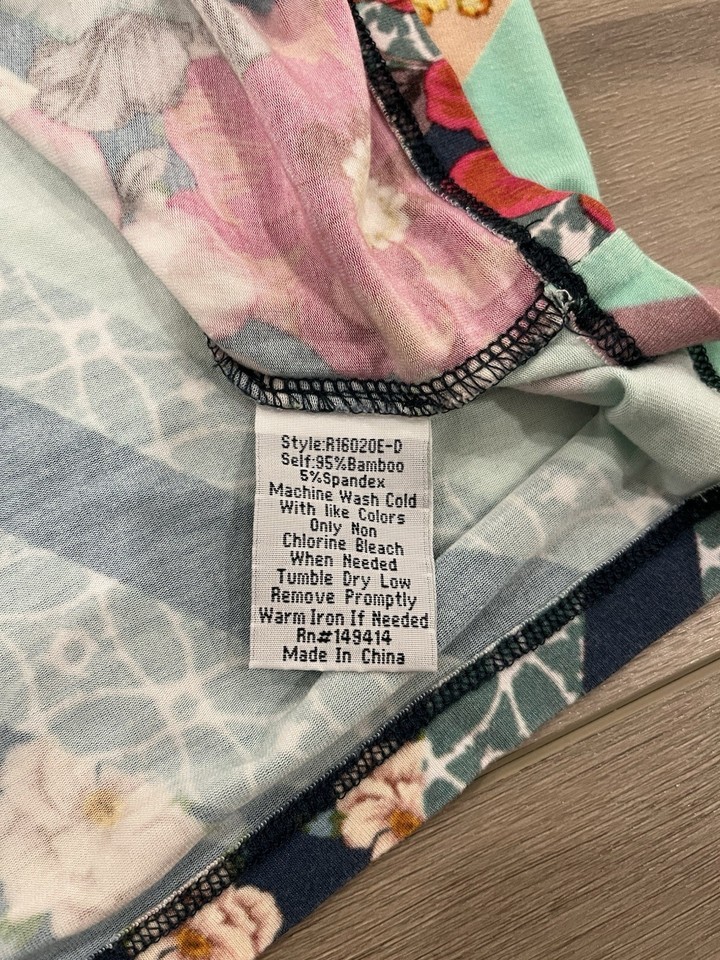 Style:R16020E-D
Self:95%Bamboo
5%Spandex
Machine Wash Cold
With like Colors
Only Non
Chlorine Bleach
When Needed
Tumble Dry Low
Remove Promptly
Warm Iron If Needed
Rn#149414
Made In China